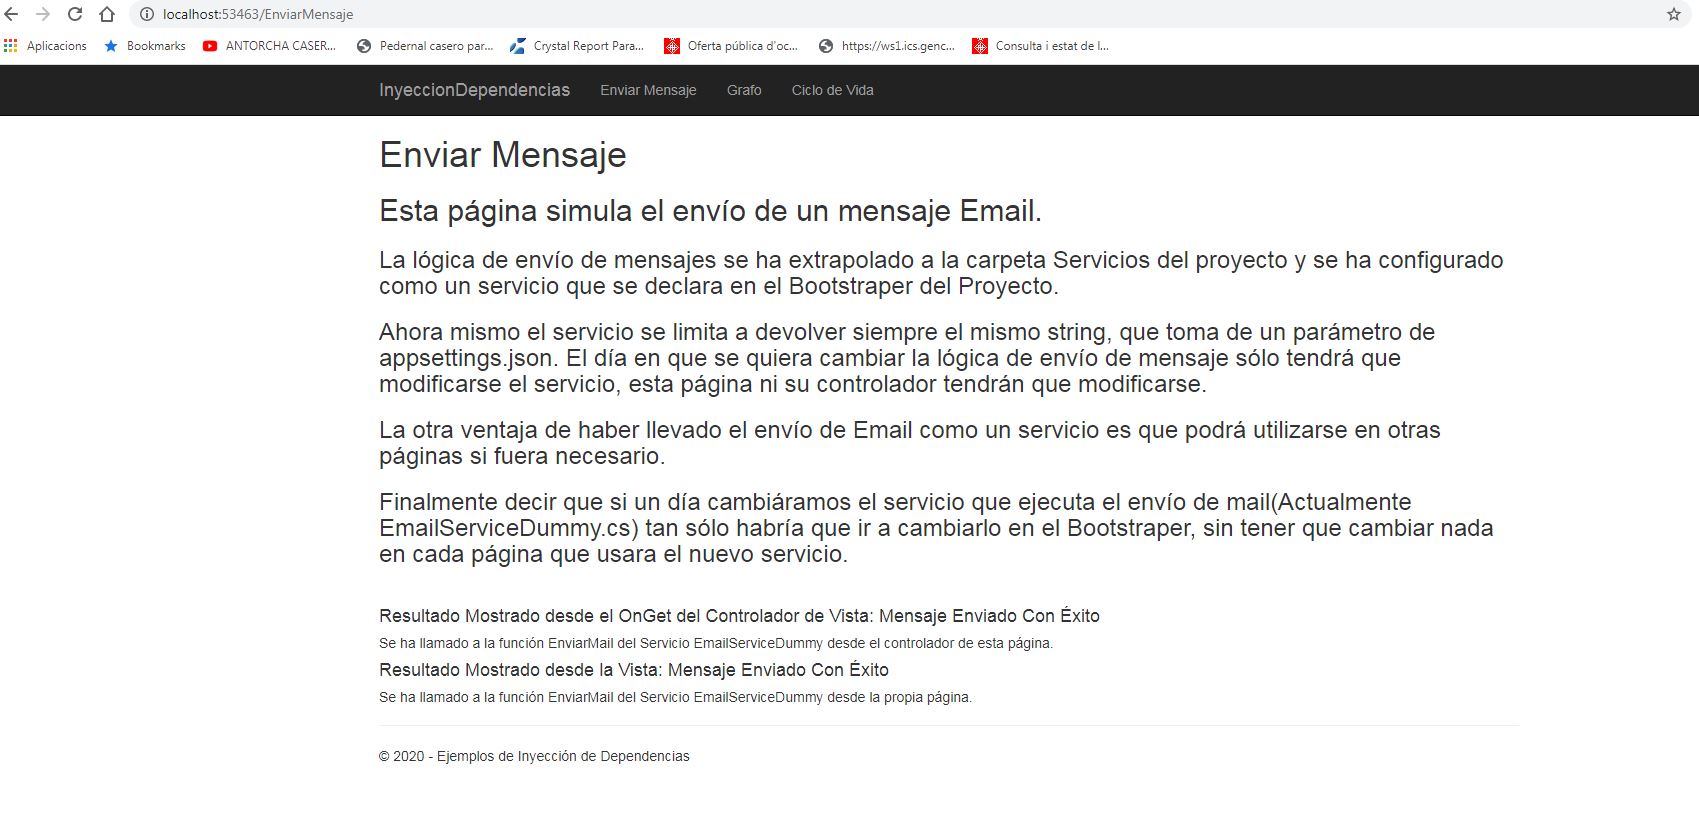 localhost:53463/EnviarMensaje
Aplicacions Bookmarks ANTORCHA CASER... Pedernal casero par... Crystal Report Para... Oferta pública d'oc... https://ws1.ics.genc... Consulta i estat de l...
InyeccionDependencias Enviar Mensaje Grafo Ciclo de Vida
Enviar Mensaje
Esta página simula el envío de un mensaje Email.
La lógica de envío de mensajes se ha extrapolado a la carpeta Servicios del proyecto y se ha configurado
como un servicio que se declara en el Bootstraper del Proyecto.
Ahora mismo el servicio se limita a devolver siempre el mismo string, que toma de un parámetro de
appsettings.json. El día en que se quiera cambiar la lógica de envío de mensaje sólo tendrá que
modificarse el servicio, esta página ni su controlador tendrán que modificarse.
La otra ventaja de haber llevado el envío de Email como un servicio es que podrá utilizarse en otras
páginas si fuera necesario.
Finalmente decir que si un día cambiáramos el servicio que ejecuta el envío de mail(Actualmente
EmailServiceDummy.cs) tan sólo habría que ir a cambiarlo en el Bootstraper, sin tener que cambiar nada
en cada página que usara el nuevo servicio.
Resultado Mostrado desde el OnGet del Controlador de Vista: Mensaje Enviado Con Éxito
Se ha llamado a la función EnviarMail del Servicio EmailServiceDummy desde el controlador de esta página.
Resultado Mostrado desde la Vista: Mensaje Enviado Con Éxito
Se ha llamado a la función EnviarMail del Servicio EmailServiceDummy desde la propia página.
© 2020 - Ejemplos de Inyección de Dependencias